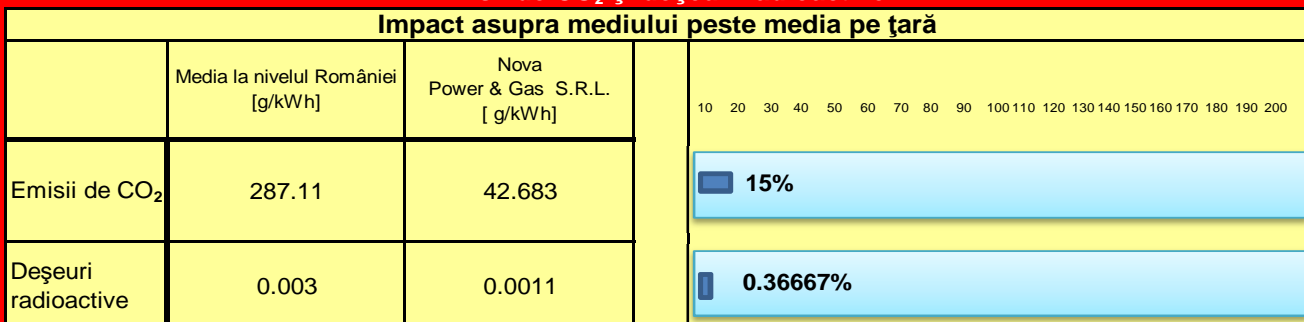 Impact asupra mediului peste media pe ţară
Media la nivelul României
[g/kWh]
Nova
Power & Gas S.R.L.
[ g/kWh]
10 20 30 40 50 60 70 80 90 100 110 120 130 140 150 160 170 180 190 200
Emisii de CO₂
287.11
42.683
15%
Deşeuri
radioactive
0.003
0.0011
0.36667%